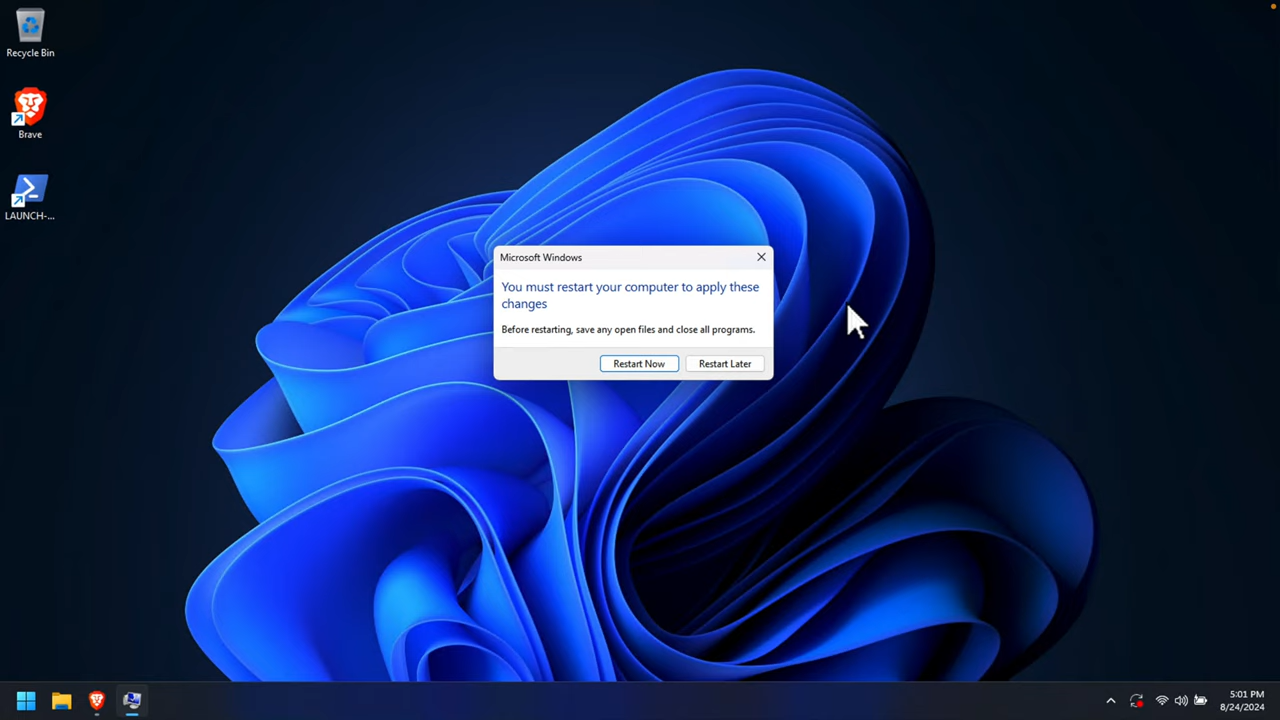 Recycle Bin
Brave
LAUNCH-...
Microsoft Windows
You must restart your computer to apply these
changes
Before restarting, save any open files and close all programs.
Restart Now
Restart Later
5:01 PM
8/24/2024